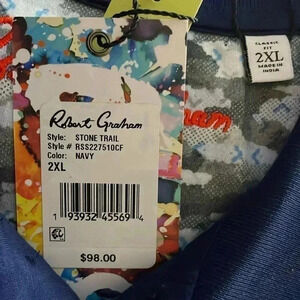 CLASSIC
FIT
2XL
MADE IN
INDIA
Robert Graham
Style: STONE TRAIL
Style # RSS227510CF
Color: NAVY
2XL
1 93932 45569 4
$98.00